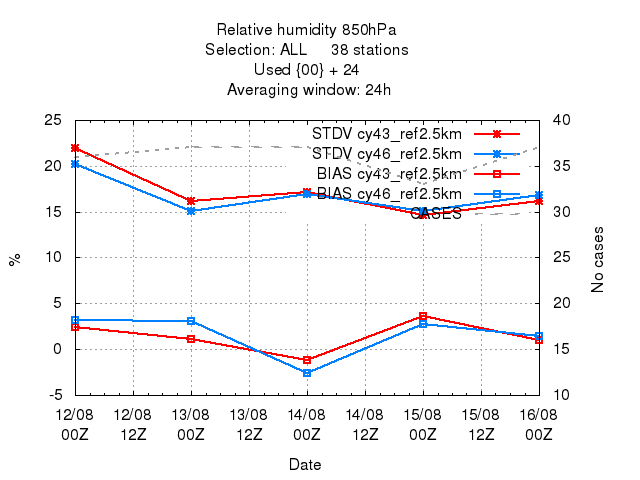 Relative humidity 850hPa
Selection: ALL 38 stations
Used {00} + 24
Averaging window: 24h
25 40
STDV cy43_ref2.5km
STDV cy46_ref2.5km
20 35
BIAS cy43_ref2.5km
BIAS cy46_ref2.5km
15 30
CASES
10 25
%
No cases
5 20
0 15
-5 10
12/08 12/08 13/08 13/08 14/08 14/08 15/08 15/08 16/08
00Z 12Z 00Z 12Z 00Z 12Z 00Z 12Z 00Z
Date